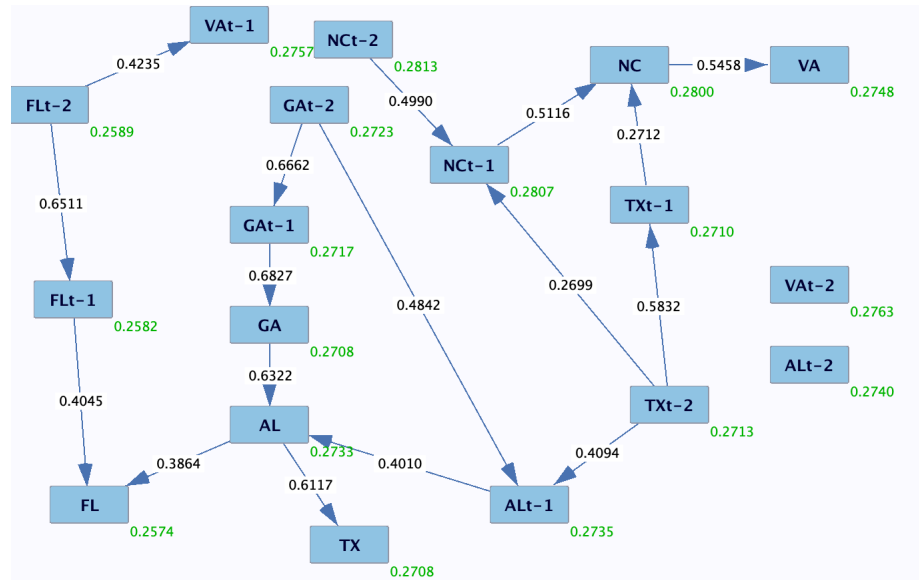 VAt-1
0.2757
NCt-2
0.2813
0.4235
NC
0.2800
0.5458
VA
0.2748
FLt-2
0.2589
GAt-2
0.2723
0.4990
0.5116
0.2712
NCt-1
0.2807
0.6662
0.6511
GAt-1
0.2717
TXt-1
0.2710
0.6827
0.2699
VAt-2
0.2763
FLt-1
0.2582
0.4842
0.5832
GA
0.2708
ALt-2
0.2740
0.6322
0.4045
TXt-2
0.2713
AL
0.2733
0.4094
0.3864
0.4010
0.6117
FL
0.2574
ALt-1
0.2735
TX
0.2708